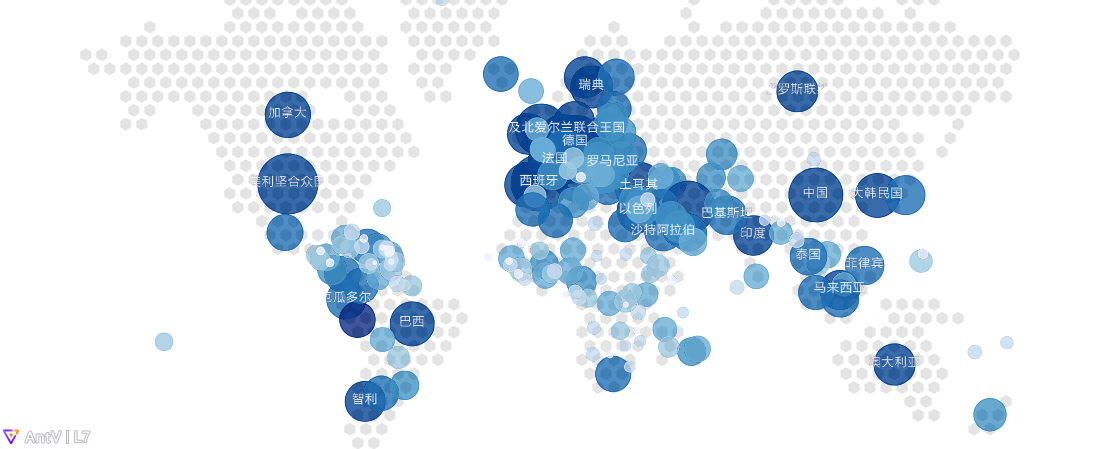 瑞典
罗斯联
加拿大
及北爱尔兰联合王国
德国
法国
罗马尼亚
美利坚合众国
西班牙
土耳其
中国
大韩民国
以色列
巴基斯坦
沙特阿拉伯
印度
泰国
菲律宾
马来西亚
厄瓜多尔
巴西
澳大利亚
智利
AntV | L7